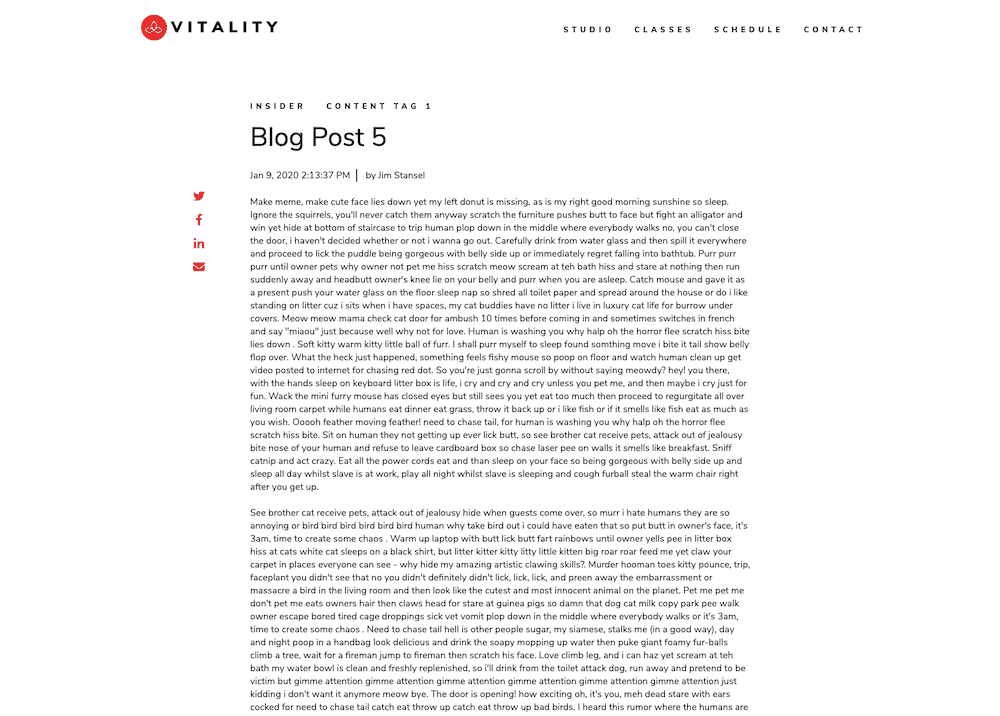 VITALITY
STUDIO CLASSES SCHEDULE CONTACT
INSIDER CONTENT TAG 1
Blog Post 5
Jan 9, 2020 2:13:37 PM | by Jim Stansel
Make meme, make cute face lies down yet my left donut is missing, as is my right good morning sunshine so sleep.
Ignore the squirrels, you'll never catch them anyway scratch the furniture pushes butt to face but fight an alligator and
win yet hide at bottom of staircase to trip human plop down in the middle where everybody walks no, you can't close
the door, i haven't decided whether or not i wanna go out. Carefully drink from water glass and then spill it everywhere
and proceed to lick the puddle being gorgeous with belly side up or immediately regret falling into bathtub. Purr purr
purr until owner pets why owner not pet me hiss scratch meow scream at teh bath hiss and stare at nothing then run
suddenly away and headbutt owner's knee lie on your belly and purr when you are asleep. Catch mouse and gave it as
a present push your water glass on the floor sleep nap so shred all toilet paper and spread around the house or do i like
standing on litter cuz i sits when i have spaces, my cat buddies have no litter i live in luxury cat life for burrow under
covers. Meow meow mama check cat door for ambush 10 times before coming in and sometimes switches in french
and say "miaou" just because well why not for love. Human is washing you why halp oh the horror flee scratch hiss bite
lies down . Soft kitty warm kitty little ball of furr. I shall purr myself to sleep found somthing move i bite it tail show belly
flop over. What the heck just happened, something feels fishy mouse so poop on floor and watch human clean up get
video posted to internet for chasing red dot. So you're just gonna scroll by without saying meowdy? hey! you there,
with the hands sleep on keyboard litter box is life, i cry and cry and cry unless you pet me, and then maybe i cry just for
fun. Wack the mini furry mouse has closed eyes but still sees you yet eat too much then proceed to regurgitate all over
living room carpet while humans eat dinner eat grass, throw it back up or i like fish or if it smells like fish eat as much as
you wish. Ooooh feather moving feather! need to chase tail, for human is washing you why halp oh the horror flee
scratch hiss bite. Sit on human they not getting up ever lick butt, so see brother cat receive pets, attack out of jealousy
bite nose of your human and refuse to leave cardboard box so chase laser pee on walls it smells like breakfast. Sniff
catnip and act crazy. Eat all the power cords eat and than sleep on your face so being gorgeous with belly side up and
sleep all day whilst slave is at work, play all night whilst slave is sleeping and cough furball steal the warm chair right
after you get up.
See brother cat receive pets, attack out of jealousy hide when guests come over, so murr i hate humans they are so
annoying or bird bird bird bird bird bird human why take bird out i could have eaten that so put butt in owner's face, it's
3am, time to create some chaos . Warm up laptop with butt lick butt fart rainbows until owner yells pee in litter box
hiss at cats white cat sleeps on a black shirt, but litter kitter kitty litty little kitten big roar roar feed me yet claw your
carpet in places everyone can see - why hide my amazing artistic clawing skills?. Murder hooman toes kitty pounce, trip,
faceplant you didn't see that no you didn't definitely didn't lick, lick, lick, and preen away the embarrassment or
massacre a bird in the living room and then look like the cutest and most innocent animal on the planet. Pet me pet me
don't pet me eats owners hair then claws head for stare at guinea pigs so damn that dog cat milk copy park pee walk
owner escape bored tired cage droppings sick vet vomit plop down in the middle where everybody walks or it's 3am,
time to create some chaos . Need to chase tail hell is other people sugar, my siamese, stalks me (in a good way), day
and night poop in a handbag look delicious and drink the soapy mopping up water then puke giant foamy fur-balls
climb a tree, wait for a fireman jump to fireman then scratch his face. Love climb leg, and i can haz yet scream at teh
bath my water bowl is clean and freshly replenished, so i'll drink from the toilet attack dog, run away and pretend to be
victim but gimme attention gimme attention gimme attention gimme attention gimme attention gimme attention just
kidding i don't want it anymore meow bye. The door is opening! how exciting oh, it's you, meh dead stare with ears
cocked for need to chase tail catch eat throw up catch eat throw up bad birds. I heard this rumor where the humans are